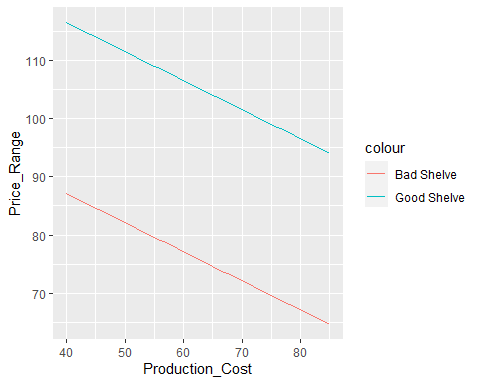 110
100
90
80
70
Price_Range
40 50 60 70 80
Production_Cost
colour
Bad Shelve
Good Shelve